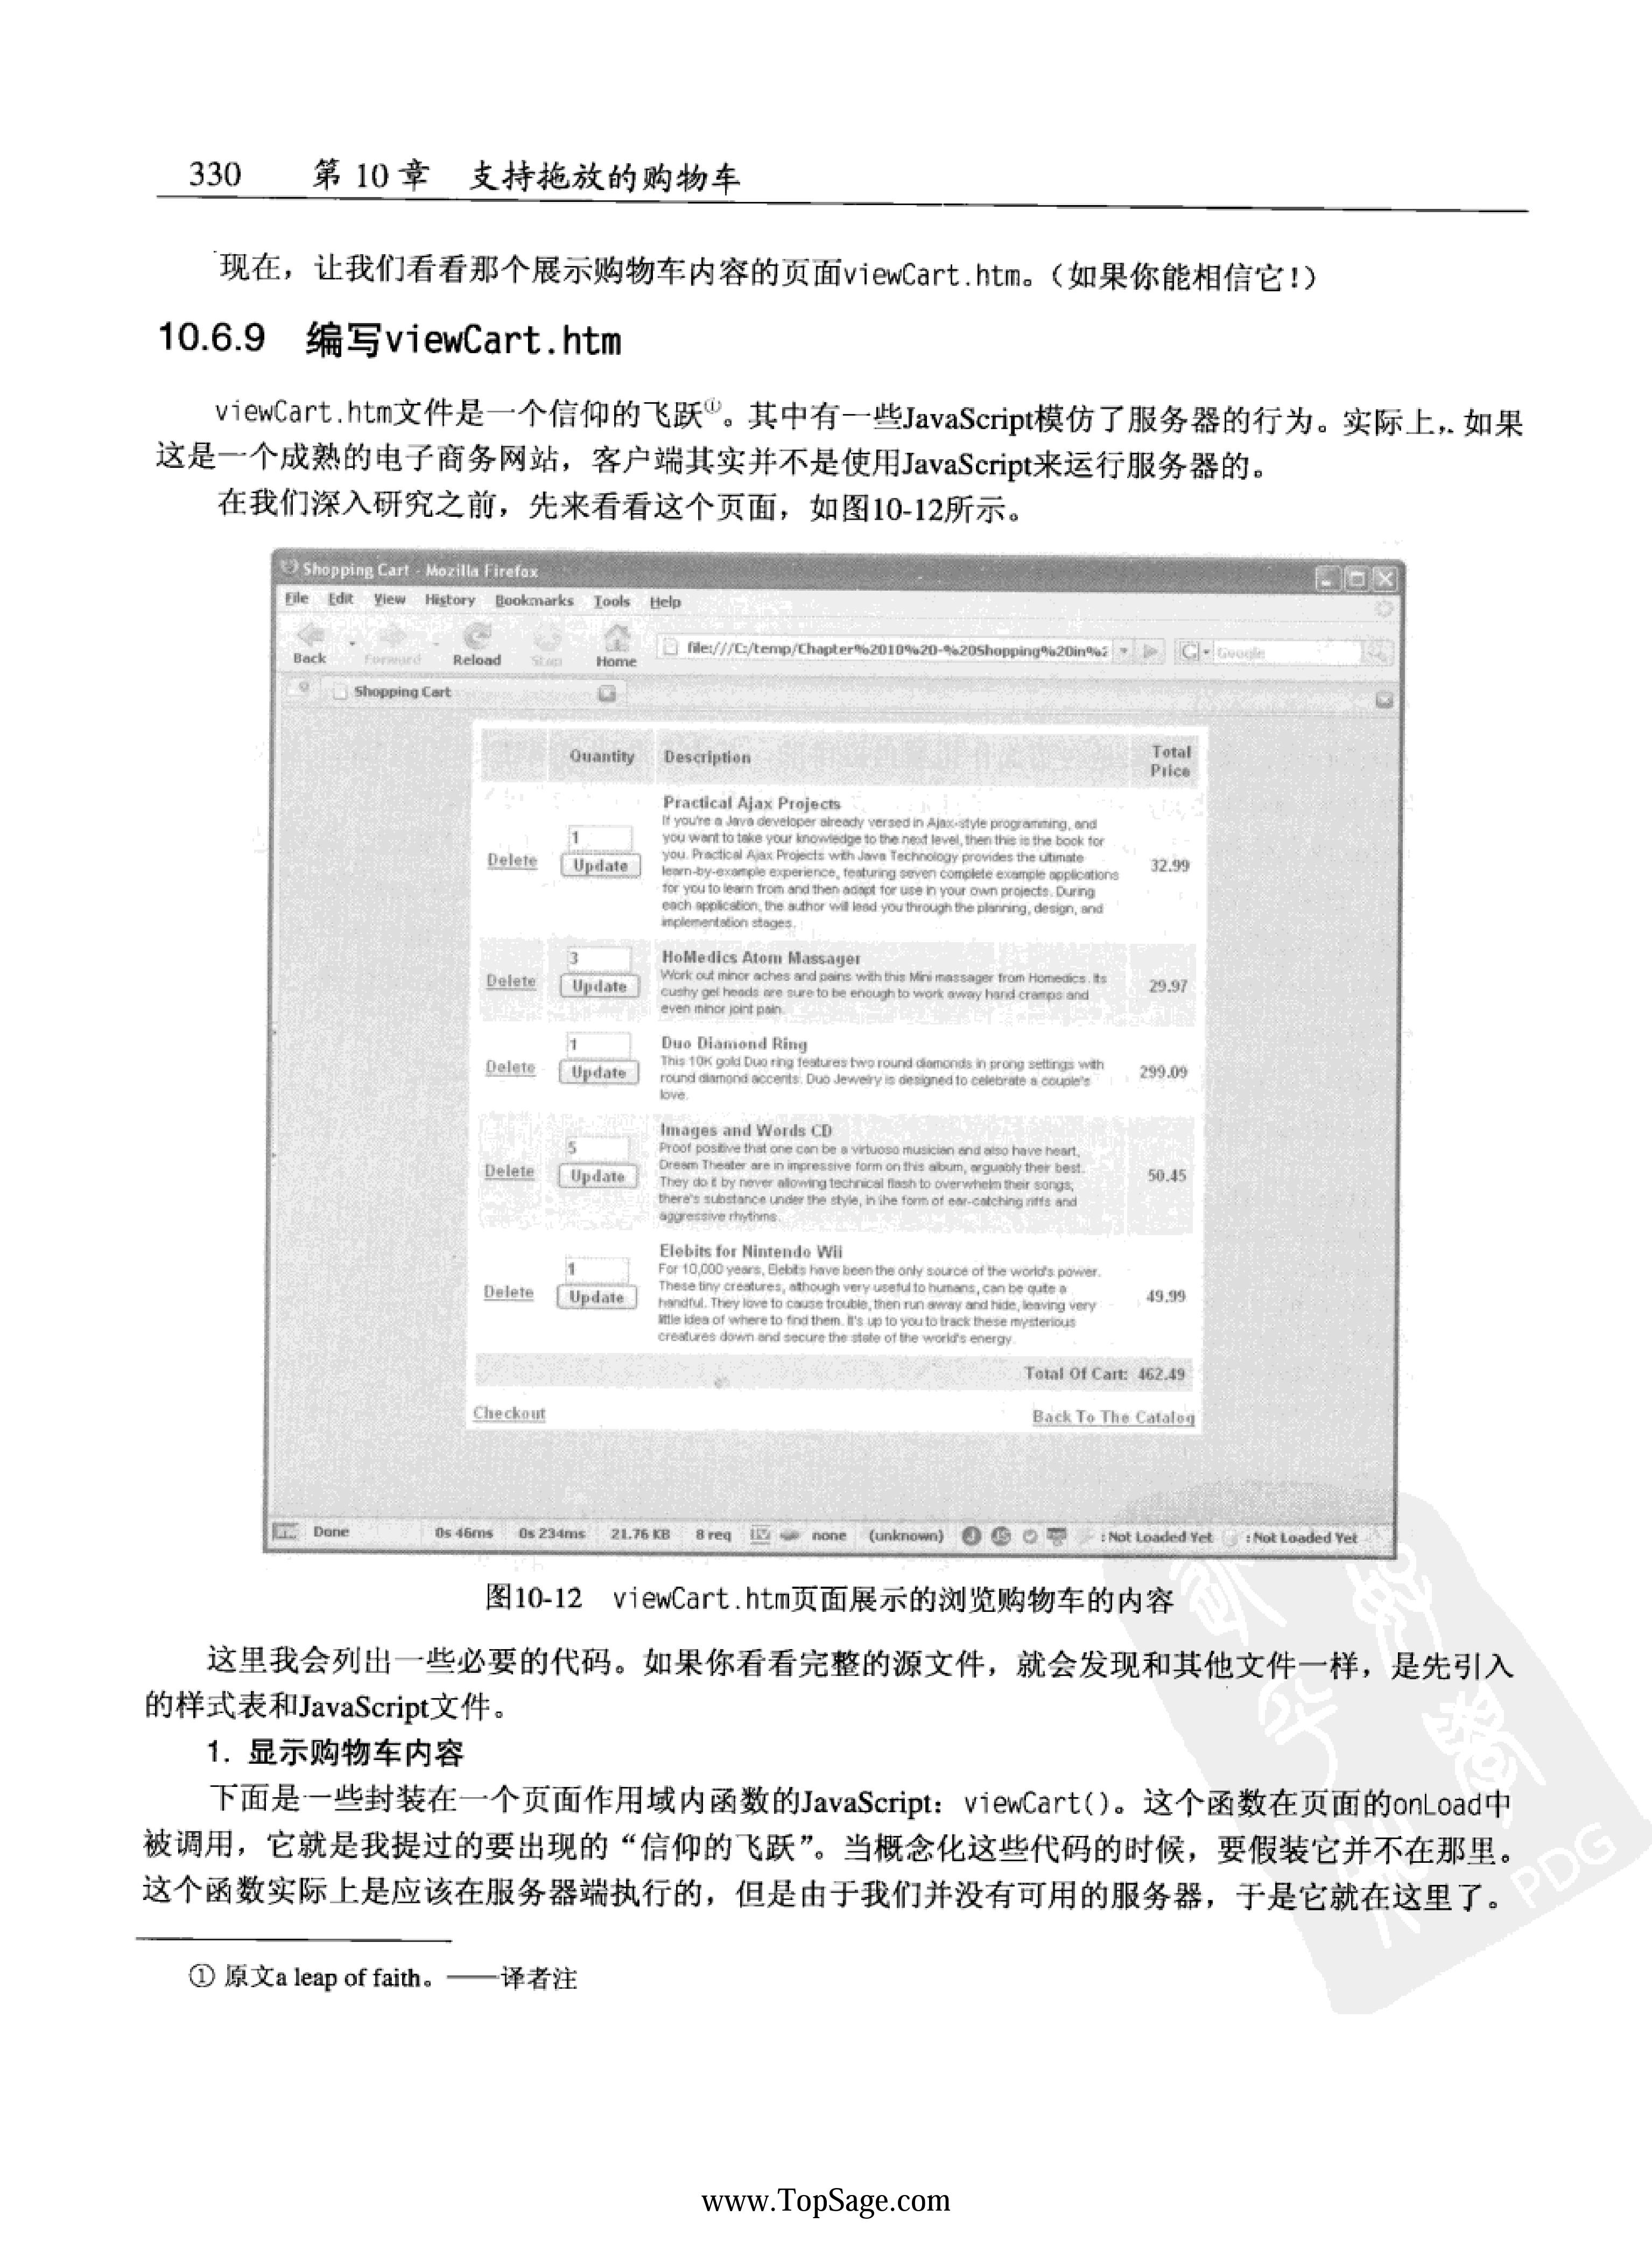 330 第 10 章 支持拖放的购物车
现在，让我们看看那个展示购物车内容的页面viewCart.htm。（如果你能相信它！）
10.6.9 编写viewCart.htm
viewCart.htm文件是一个信仰的飞跃①。其中有一些JavaScript模仿了服务器的行为。实际上，如果
这是一个成熟的电子商务网站，客户端其实并不是使用JavaScript来运行服务器的。
在我们深入研究之前，先来看看这个页面，如图10-12所示。
Shopping Cart - Mozilla Firefox
File Edit View History Bookmarks Tools Help
Back Forward Reload Stop Home file:///C:/temp/Chapter%2010%20-%20Shopping%20in%2 Google
Shopping Cart
Quantity Description Total Price
Practical Ajax Projects
If you're a Java developer already versed in Ajax-style programming, and
you want to take your knowledge to the next level, then this is the book for
you. Practical Ajax Projects with Java Technology provides the ultimate
learn-by-example experience, featuring seven complete example applications
for you to learn from and then adapt for use in your own projects. During
each application, the author will lead you through the planning, design, and
implementation stages.
Delete 1 Update 32.99
HoMedics Atom Massager
Work out minor aches and pains with this Mini massager from Homedics. Its
cushy gel heads are sure to be enough to work away hand cramps and
even minor joint pain.
Delete 3 Update 29.97
Duo Diamond Ring
This 10K gold Duo ring features two round diamonds in prong settings with
round diamond accents. Duo Jewelry is designed to celebrate a couple's
love.
Delete 1 Update 299.09
Images and Words CD
Proof positive that one can be a virtuoso musician and also have heart,
Dream Theater are in impressive form on this album, arguably their best.
They do it by never allowing technical flash to overwhelm their songs;
there's substance under the style, in the form of ear-catching riffs and
aggressive rhythms.
Delete 5 Update 50.45
Elebits for Nintendo Wii
For 10,000 years, Elebits have been the only source of the world's power.
These tiny creatures, although very useful to humans, can be quite a
handful. They love to cause trouble, then run away and hide, leaving very
little idea of where to find them. It's up to you to track these mysterious
creatures down and secure the state of the world's energy.
Delete 1 Update 49.99
Total Of Cart: 462.49
Checkout Back To The Catalog
Done 0s 46ms 0s 234ms 21.76 KB 8 req none (unknown) : Not Loaded Yet : Not Loaded Yet
图10-12 viewCart.htm页面展示的浏览购物车的内容
这里我会列出一些必要的代码。如果你看看完整的源文件，就会发现和其他文件一样，是先引入
的样式表和JavaScript文件。
1. 显示购物车内容
下面是一些封装在一个页面作用域内函数的JavaScript：viewCart()。这个函数在页面的onLoad中
被调用，它就是我提过的要出现的“信仰的飞跃”。当概念化这些代码的时候，要假装它并不在那里。
这个函数实际上是应该在服务器端执行的，但是由于我们并没有可用的服务器，于是它就在这里了。
PDG
① 原文a leap of faith。——译者注
www.TopSage.com